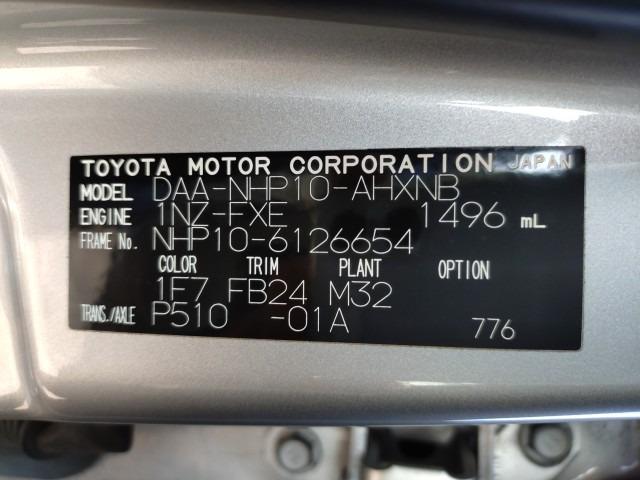 TOYOTA MOTOR CORPORATION JAPAN
MODEL DAA-NHP10-AHXNB
ENGINE 1NZ-FXE 1496 mL
FRAME No. NHP10-6126654
COLOR TRIM PLANT OPTION
1F7 FB24 M32
TRANS./AXLE P510 -01A 776